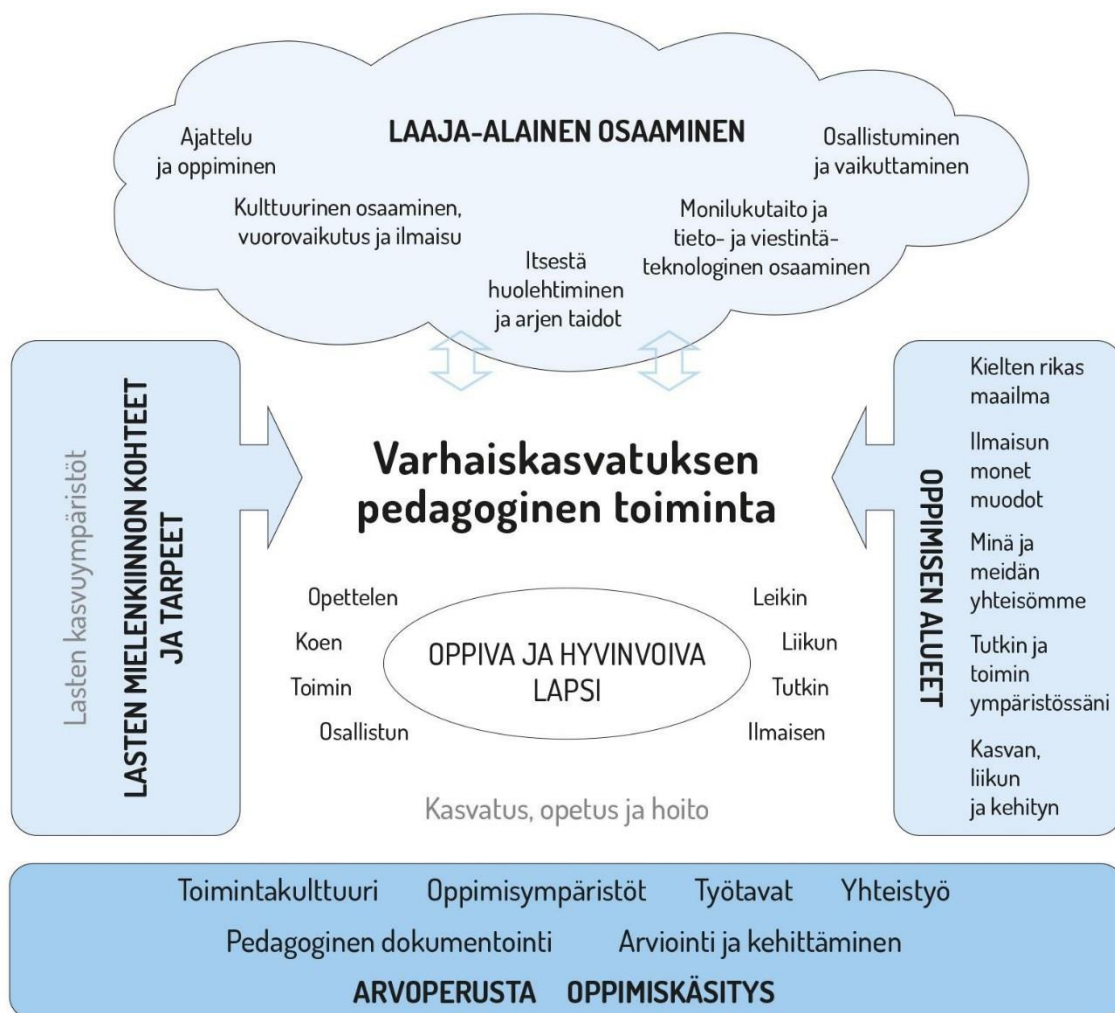 LAAJA-ALAINEN OSAAMINEN
Ajattelu
ja oppiminen
Osallistuminen
ja vaikuttaminen
Kulttuurinen osaaminen,
vuorovaikutus ja ilmaisu
Monilukutaito ja
tieto- ja viestintä-
teknologinen osaaminen
Itsestä
huolehtiminen
ja arjen taidot
Lasten kasvuympäristöt
LASTEN MIELENKIINNON KOHTEET
JA TARPEET
Varhaiskasvatuksen
pedagoginen toiminta
Opettelen
Koen
Toimin
Osallistun
OPPIVA JA HYVINVOIVA
LAPSI
Leikin
Liikun
Tutkin
Ilmaisen
Kasvatus, opetus ja hoito
OPPIMISEN ALUEET
Kielten rikas
maailma
Ilmaisun
monet
muodot
Minä ja
meidän
yhteisömme
Tutkin ja
toimin
ympäristössäni
Kasvan,
liikun
ja kehityn
Toimintakulttuuri Oppimisympäristöt Työtavat Yhteistyö
Pedagoginen dokumentointi Arviointi ja kehittäminen
ARVOPERUSTA OPPIMISKÄSITYS